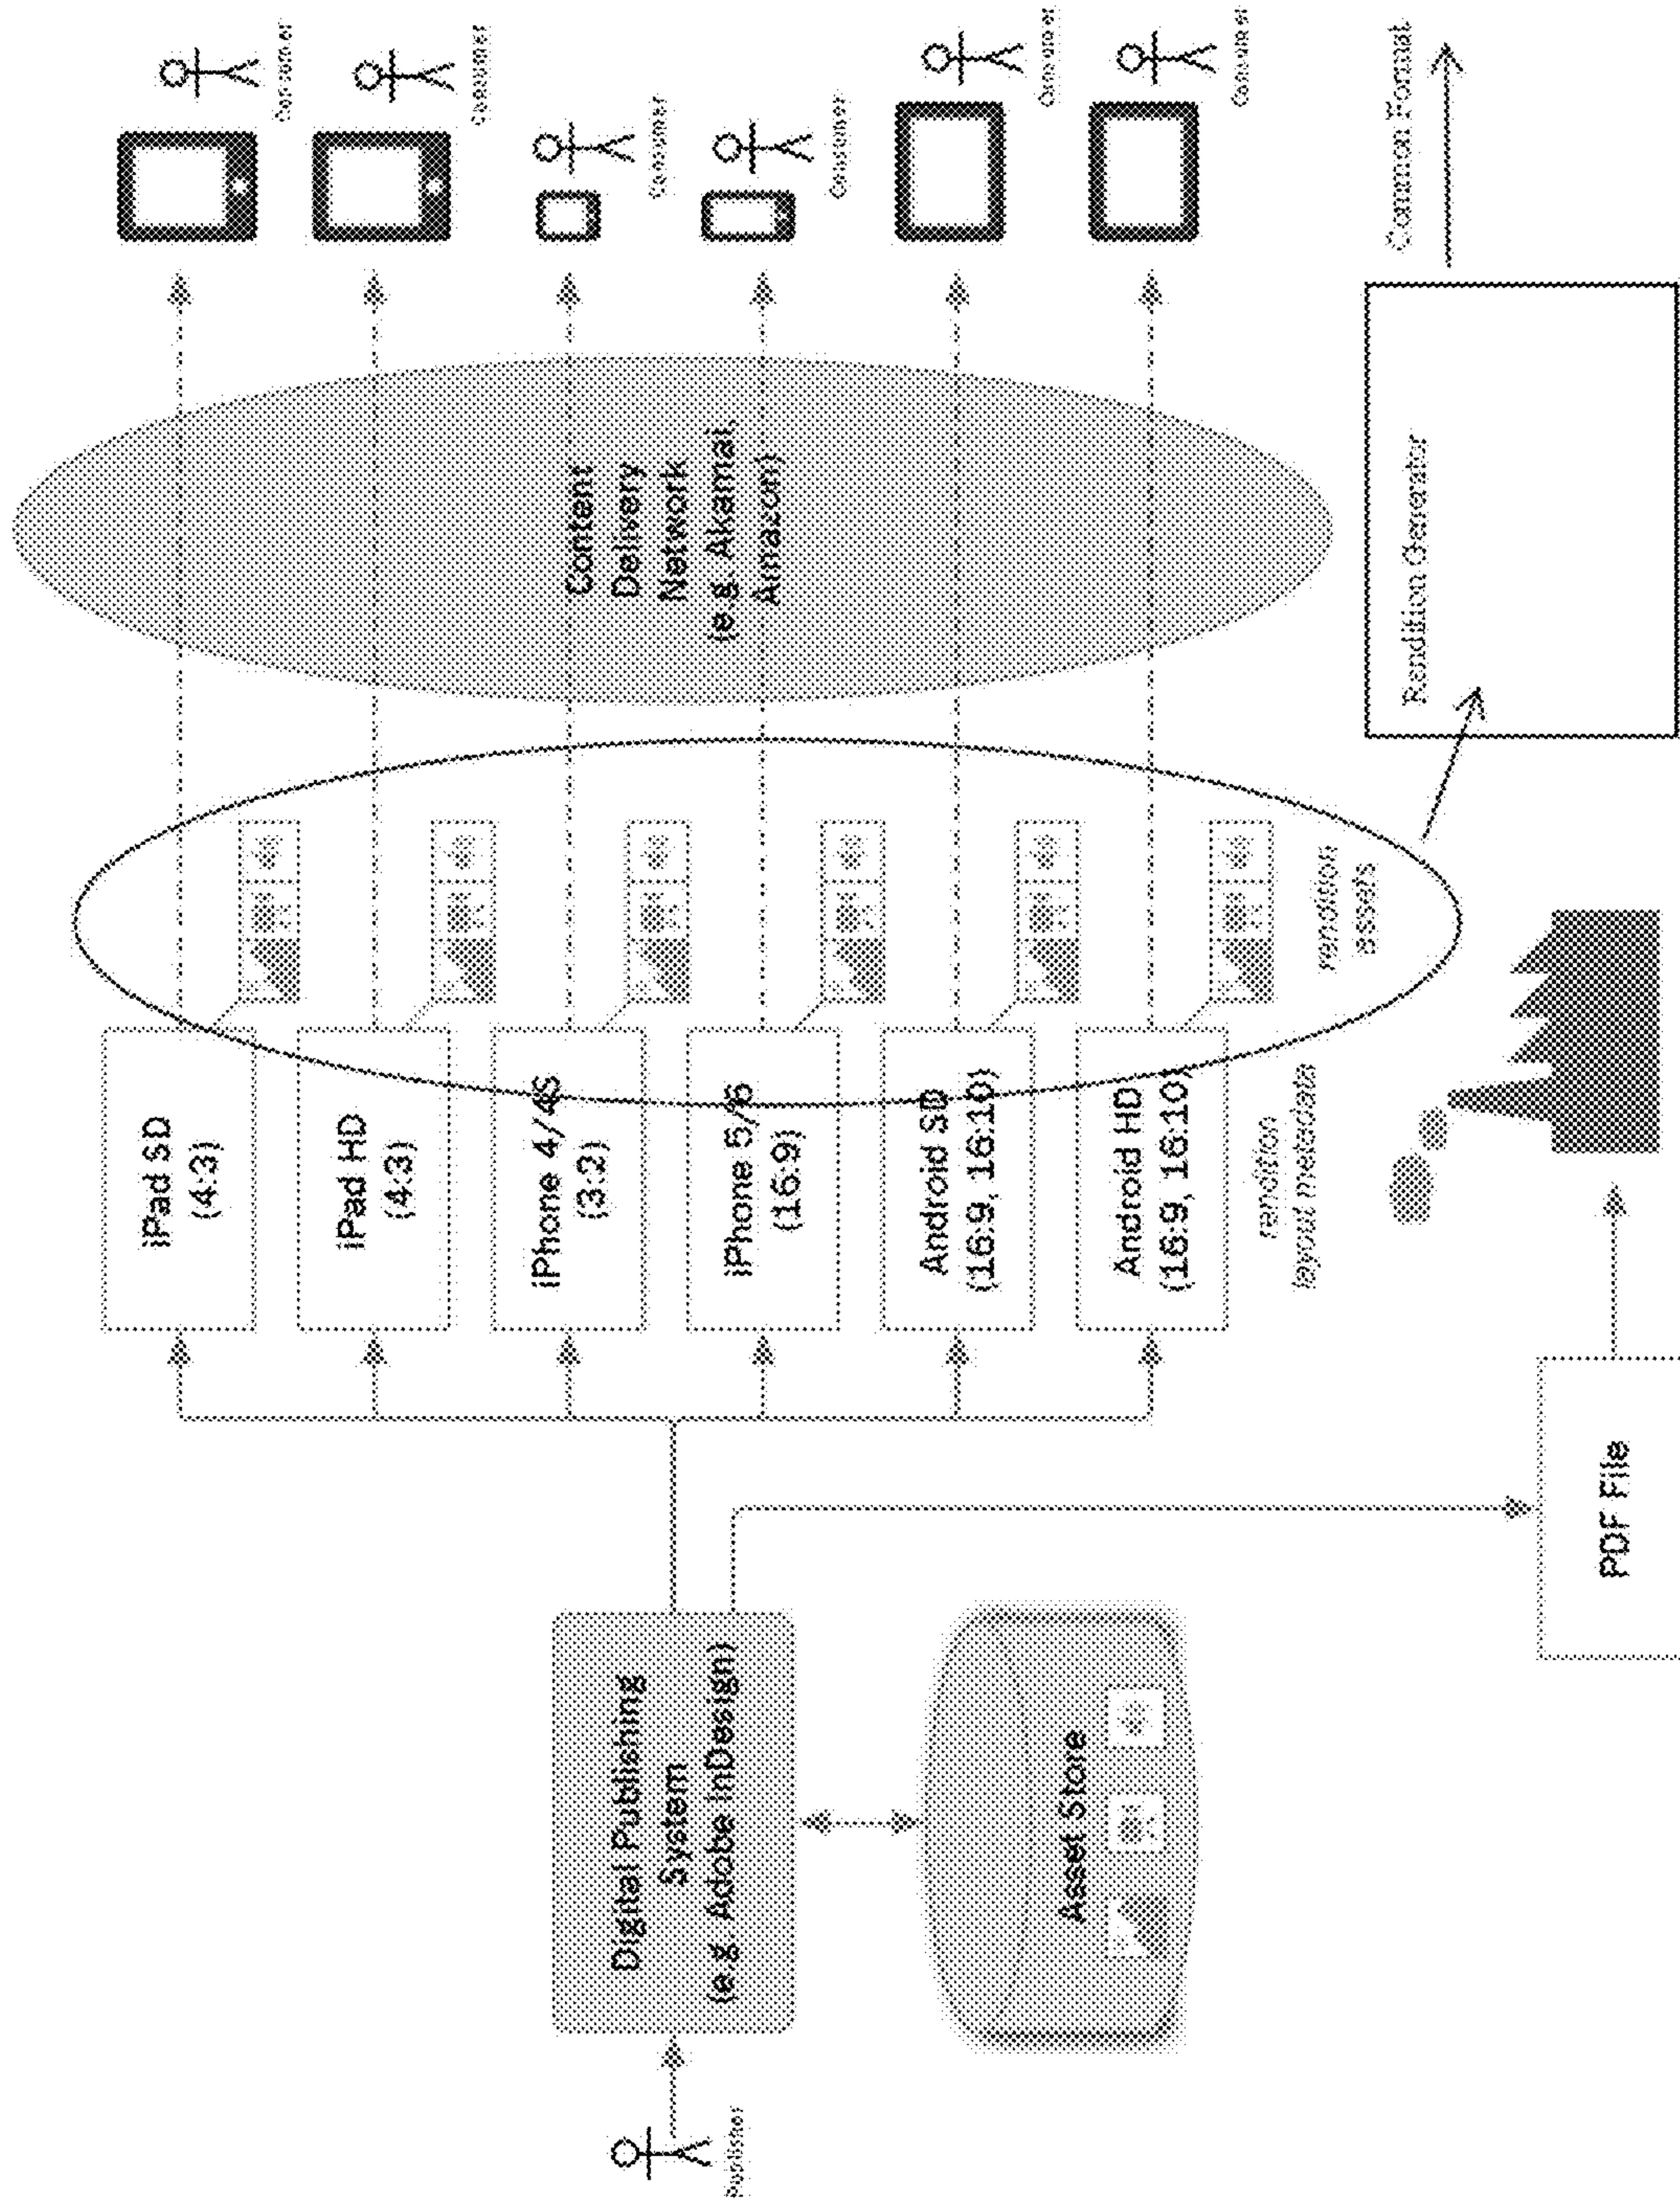 Publisher
Digital Publishing
System
(e.g. Adobe InDesign)
Asset Store
PDF File
iPad SD
(4:3)
iPad HD
(4:3)
iPhone 4/4S
(3:2)
iPhone 5/6
(16:9)
Android SD
(16:9, 16:10)
Android HD
(16:9, 16:10)
rendition
layout metadata
rendition
assets
Content
Delivery
Network
(e.g. Akamai,
Amazon)
Consumer
Consumer
Consumer
Consumer
Consumer
Consumer
Rendition Generator
Common Format